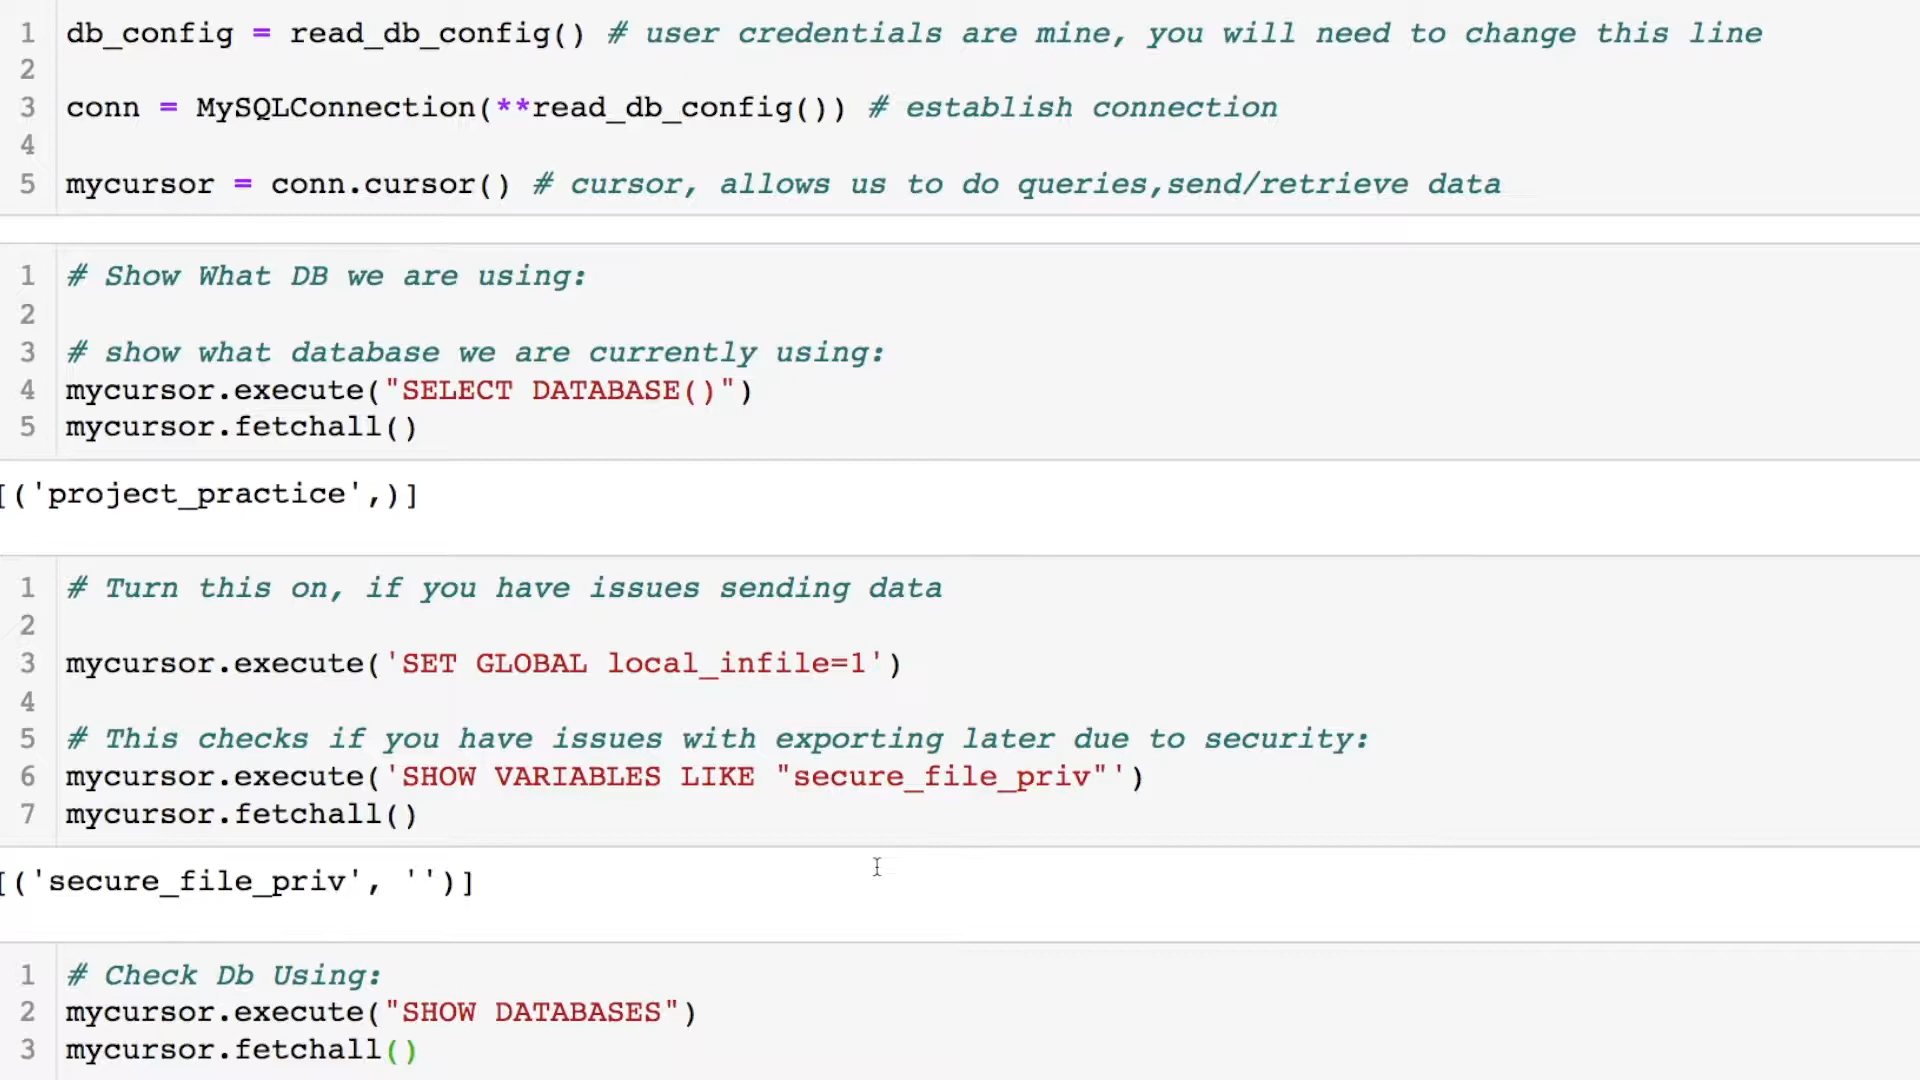 1 db_config = read_db_config() # user credentials are mine, you will need to change this line
2
3 conn = MySQLConnection(**read_db_config()) # establish connection
4
5 mycursor = conn.cursor() # cursor, allows us to do queries,send/retrieve data
1 # Show What DB we are using:
2
3 # show what database we are currently using:
4 mycursor.execute("SELECT DATABASE()")
5 mycursor.fetchall()
[('project_practice',)]
1 # Turn this on, if you have issues sending data
2
3 mycursor.execute('SET GLOBAL local_infile=1')
4
5 # This checks if you have issues with exporting later due to security:
6 mycursor.execute('SHOW VARIABLES LIKE "secure_file_priv"')
7 mycursor.fetchall()
[('secure_file_priv', '')]
1 # Check Db Using:
2 mycursor.execute("SHOW DATABASES")
3 mycursor.fetchall()